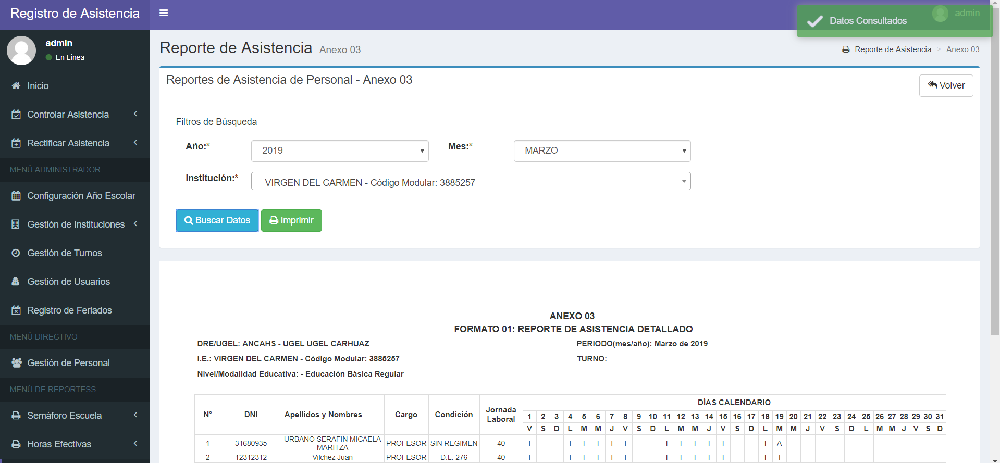 Registro de Asistencia
admin
Datos Consultados
admin
En Línea
Reporte de Asistencia Anexo 03
Reporte de Asistencia > Anexo 03
Inicio
Controlar Asistencia
Rectificar Asistencia
MENÚ ADMINISTRADOR
Configuración Año Escolar
Gestión de Instituciones
Gestión de Turnos
Gestión de Usuarios
Registro de Feriados
MENÚ DIRECTIVO
Gestión de Personal
MENÚ DE REPORTESS
Semáforo Escuela
Horas Efectivas
Reportes de Asistencia de Personal - Anexo 03
Volver
Filtros de Búsqueda
Año:* 2019 Mes:* MARZO
Institución:* VIRGEN DEL CARMEN - Código Modular: 3885257
Buscar Datos Imprimir
ANEXO 03
FORMATO 01: REPORTE DE ASISTENCIA DETALLADO
DRE/UGEL: ANCAHS - UGEL UGEL CARHUAZ PERIODO(mes/año): Marzo de 2019
I.E.: VIRGEN DEL CARMEN - Código Modular: 3885257 TURNO:
Nivel/Modalidad Educativa: - Educación Básica Regular
N° DNI Apellidos y Nombres Cargo Condición Jornada Laboral DÍAS CALENDARIO
1 2 3 4 5 6 7 8 9 10 11 12 13 14 15 16 17 18 19 20 21 22 23 24 25 26 27 28 29 30 31
V S D L M M J V S D L M M J V S D L M M J V S D L M M J V S D
1 31680935 URBANO SERAFIN MICAELA MARITZA PROFESOR SIN REGIMEN 40 I I I I I I I I I I I I A
2 12312312 Vilchez Juan PROFESOR D.L. 276 40 I I I I I I I I I I I I T